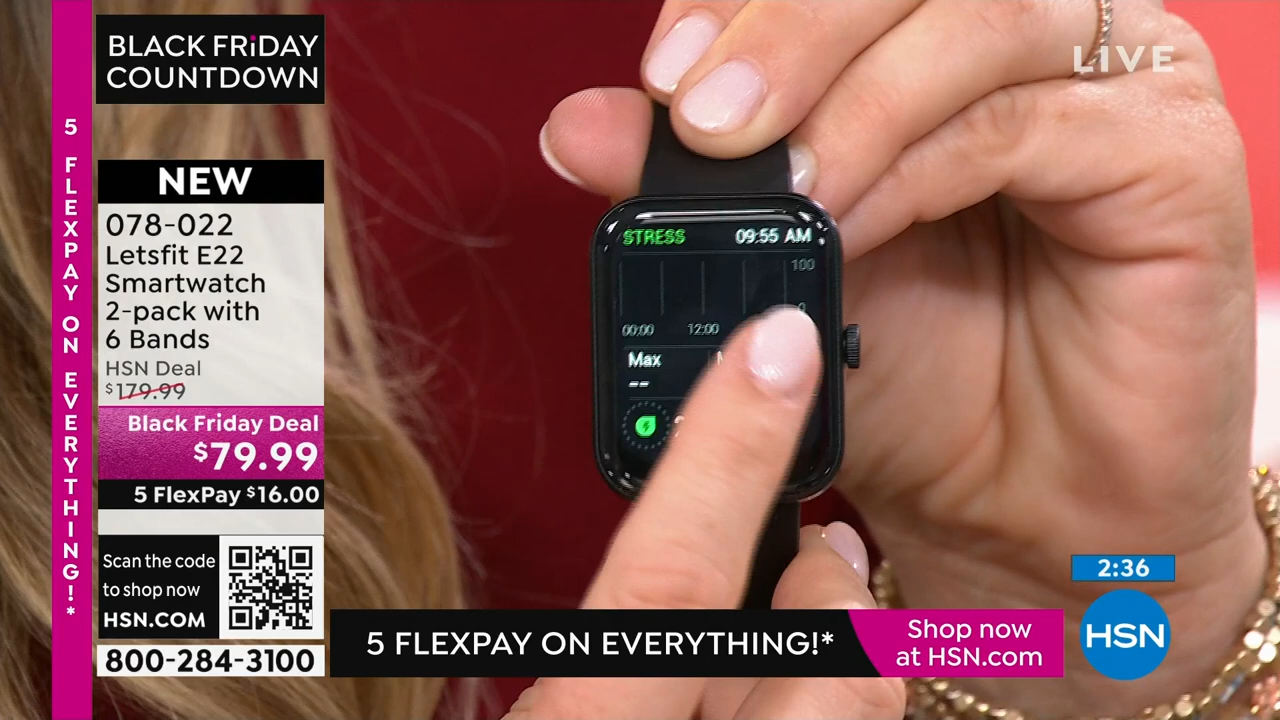 BLACK FRiDAY
COUNTDOWN
5 FLEXPAY ON EVERYTHING!*
NEW
078-022
Letsfit E22
Smartwatch
2-pack with
6 Bands
HSN Deal
$179.99
Black Friday Deal
$79.99
5 FlexPay $16.00
Scan the code
to shop now
HSN.COM
800-284-3100
LIVE
STRESS 09:55 AM
100
0
00:00 12:00
Max
--
5 FLEXPAY ON EVERYTHING!*
Shop now
at HSN.com
2:36
HSN